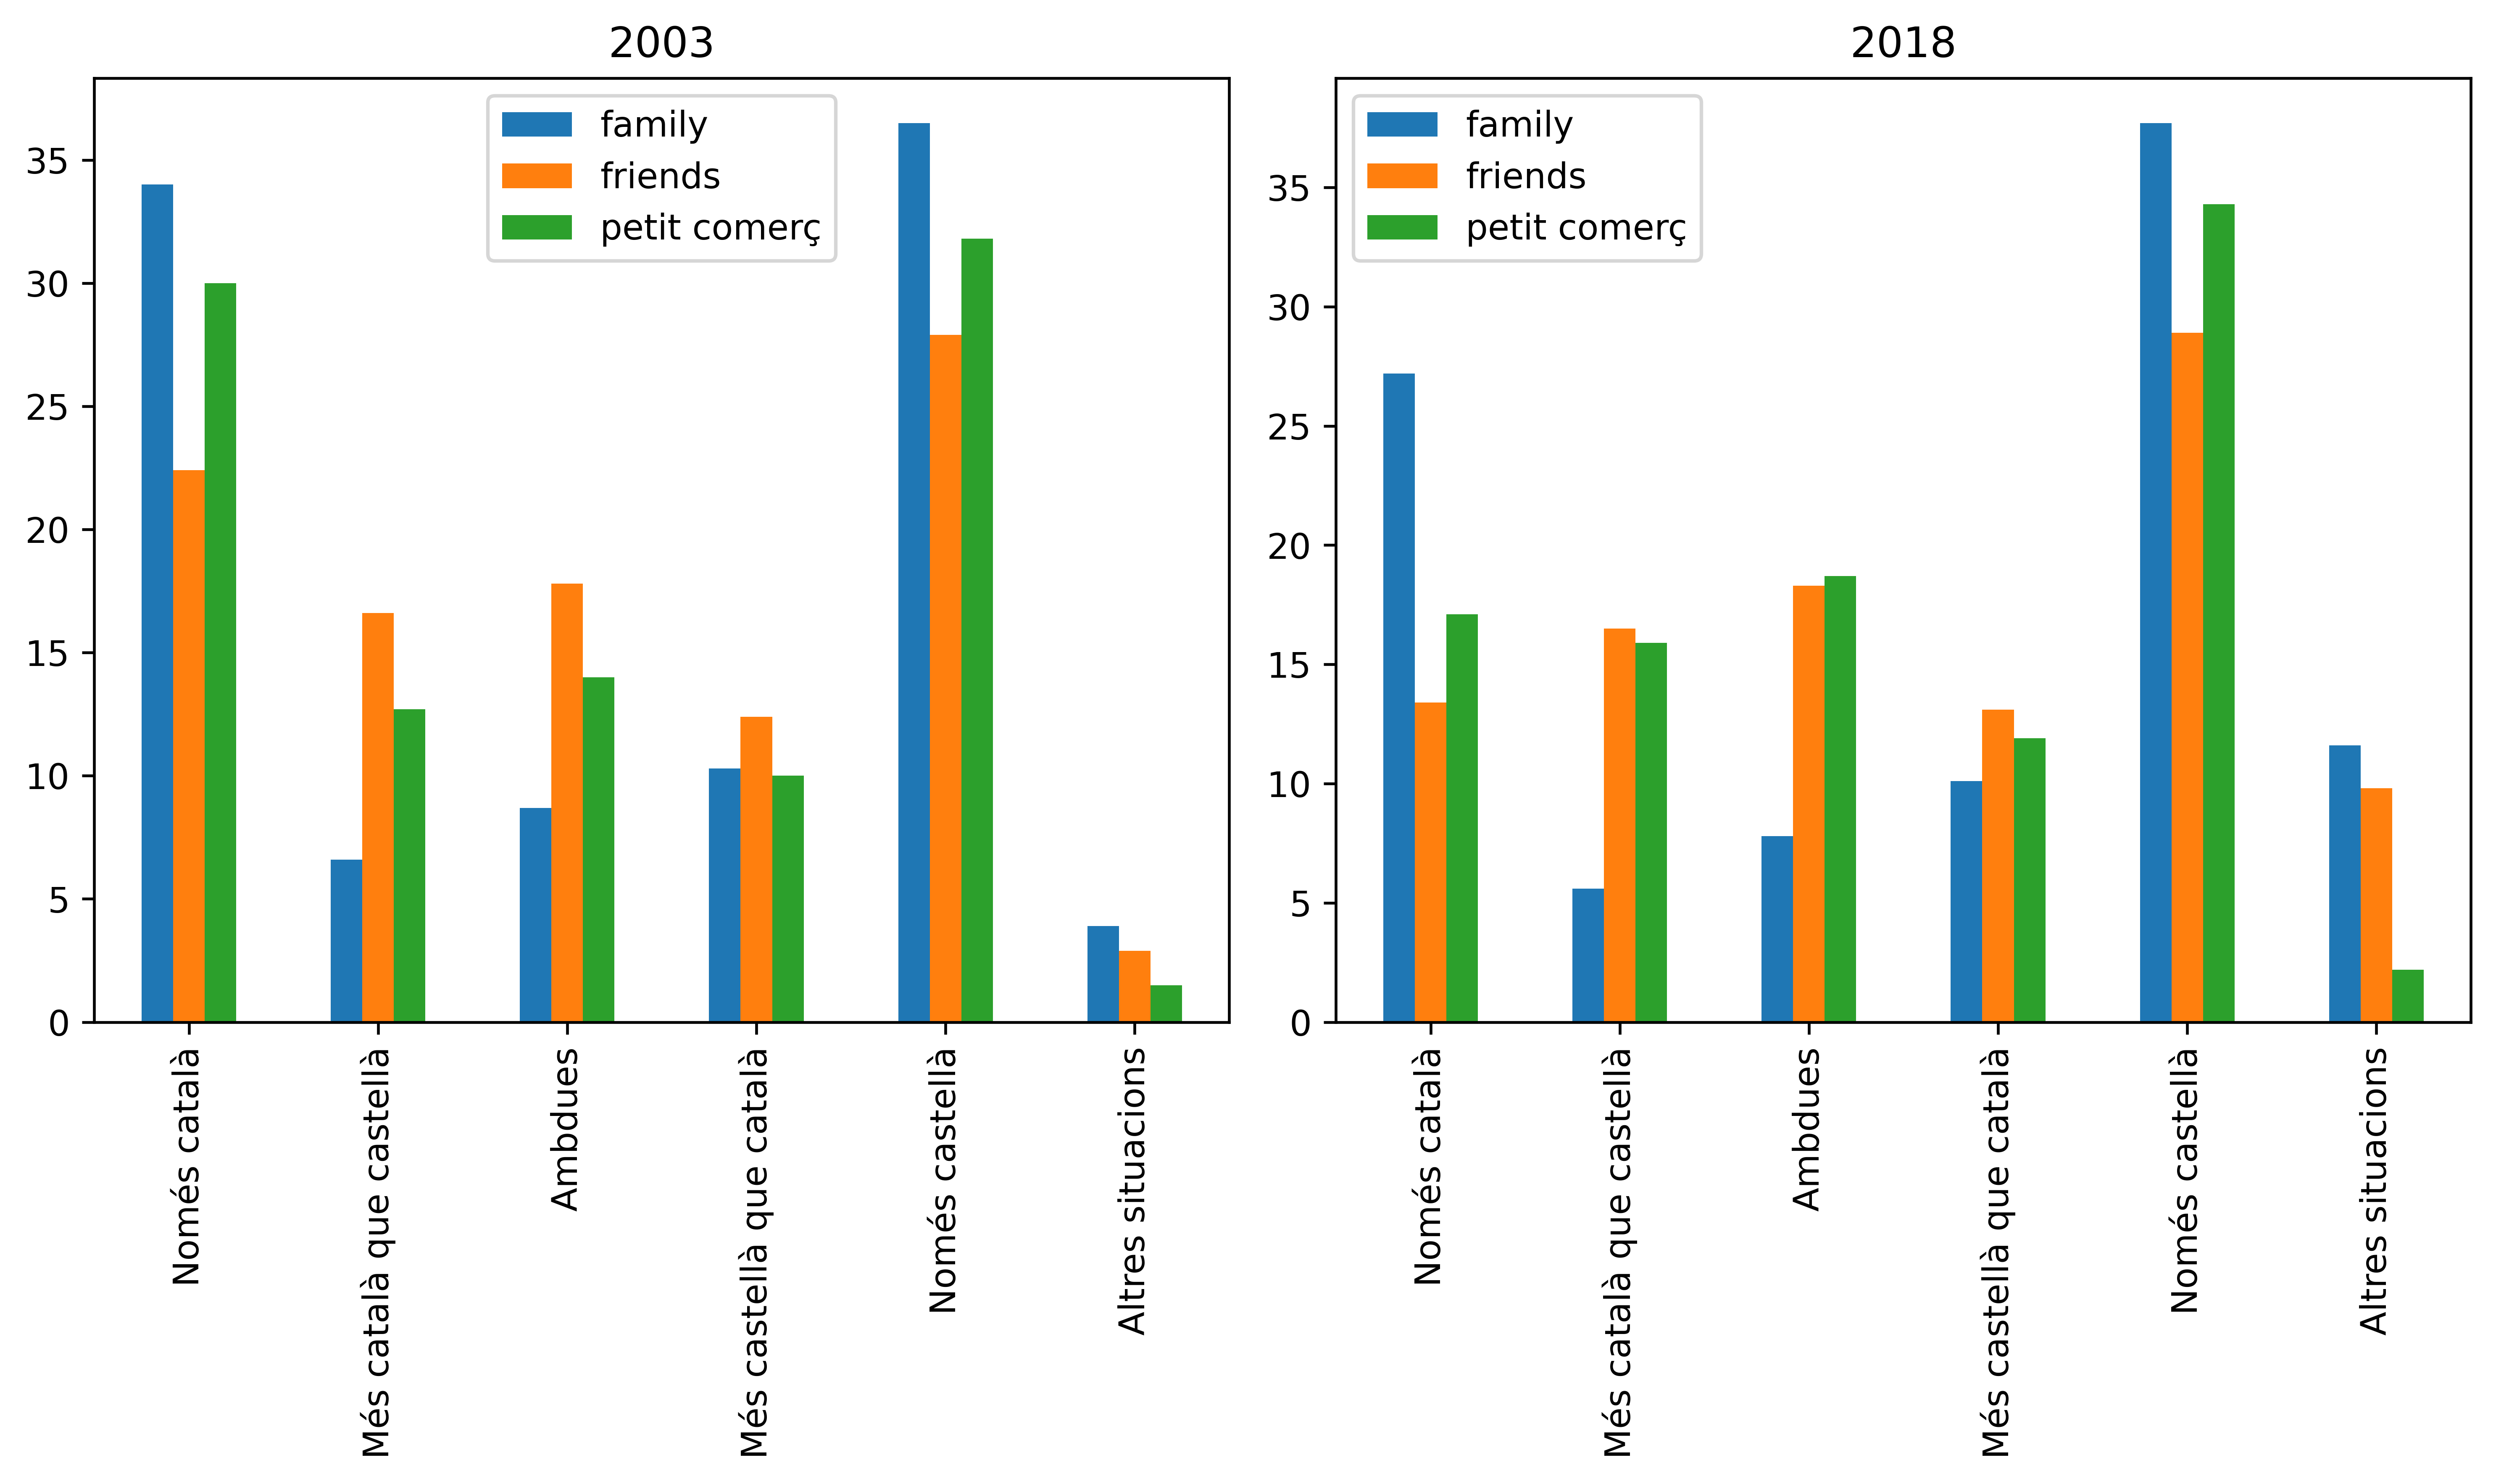 2003
family
friends
petit comerç
35
30
25
20
15
10
5
0
Només català
Més català que castellà
Ambdues
Més castellà que català
Només castellà
Altres situacions
2018
family
friends
petit comerç
35
30
25
20
15
10
5
0
Només català
Més català que castellà
Ambdues
Més castellà que català
Només castellà
Altres situacions